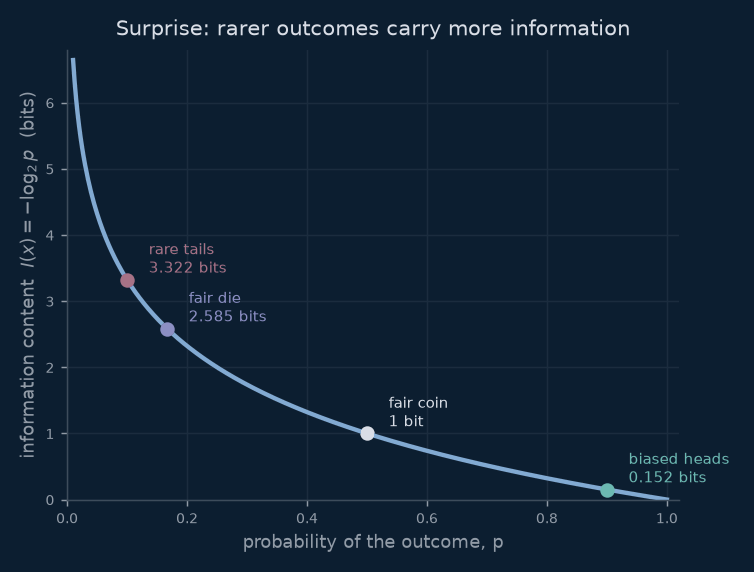 Surprise: rarer outcomes carry more information
information content I(x) = −log₂ p (bits)
6
5
4
3
2
1
0
rare tails
3.322 bits
fair die
2.585 bits
fair coin
1 bit
biased heads
0.152 bits
0.0
0.2
0.4
0.6
0.8
1.0
probability of the outcome, p